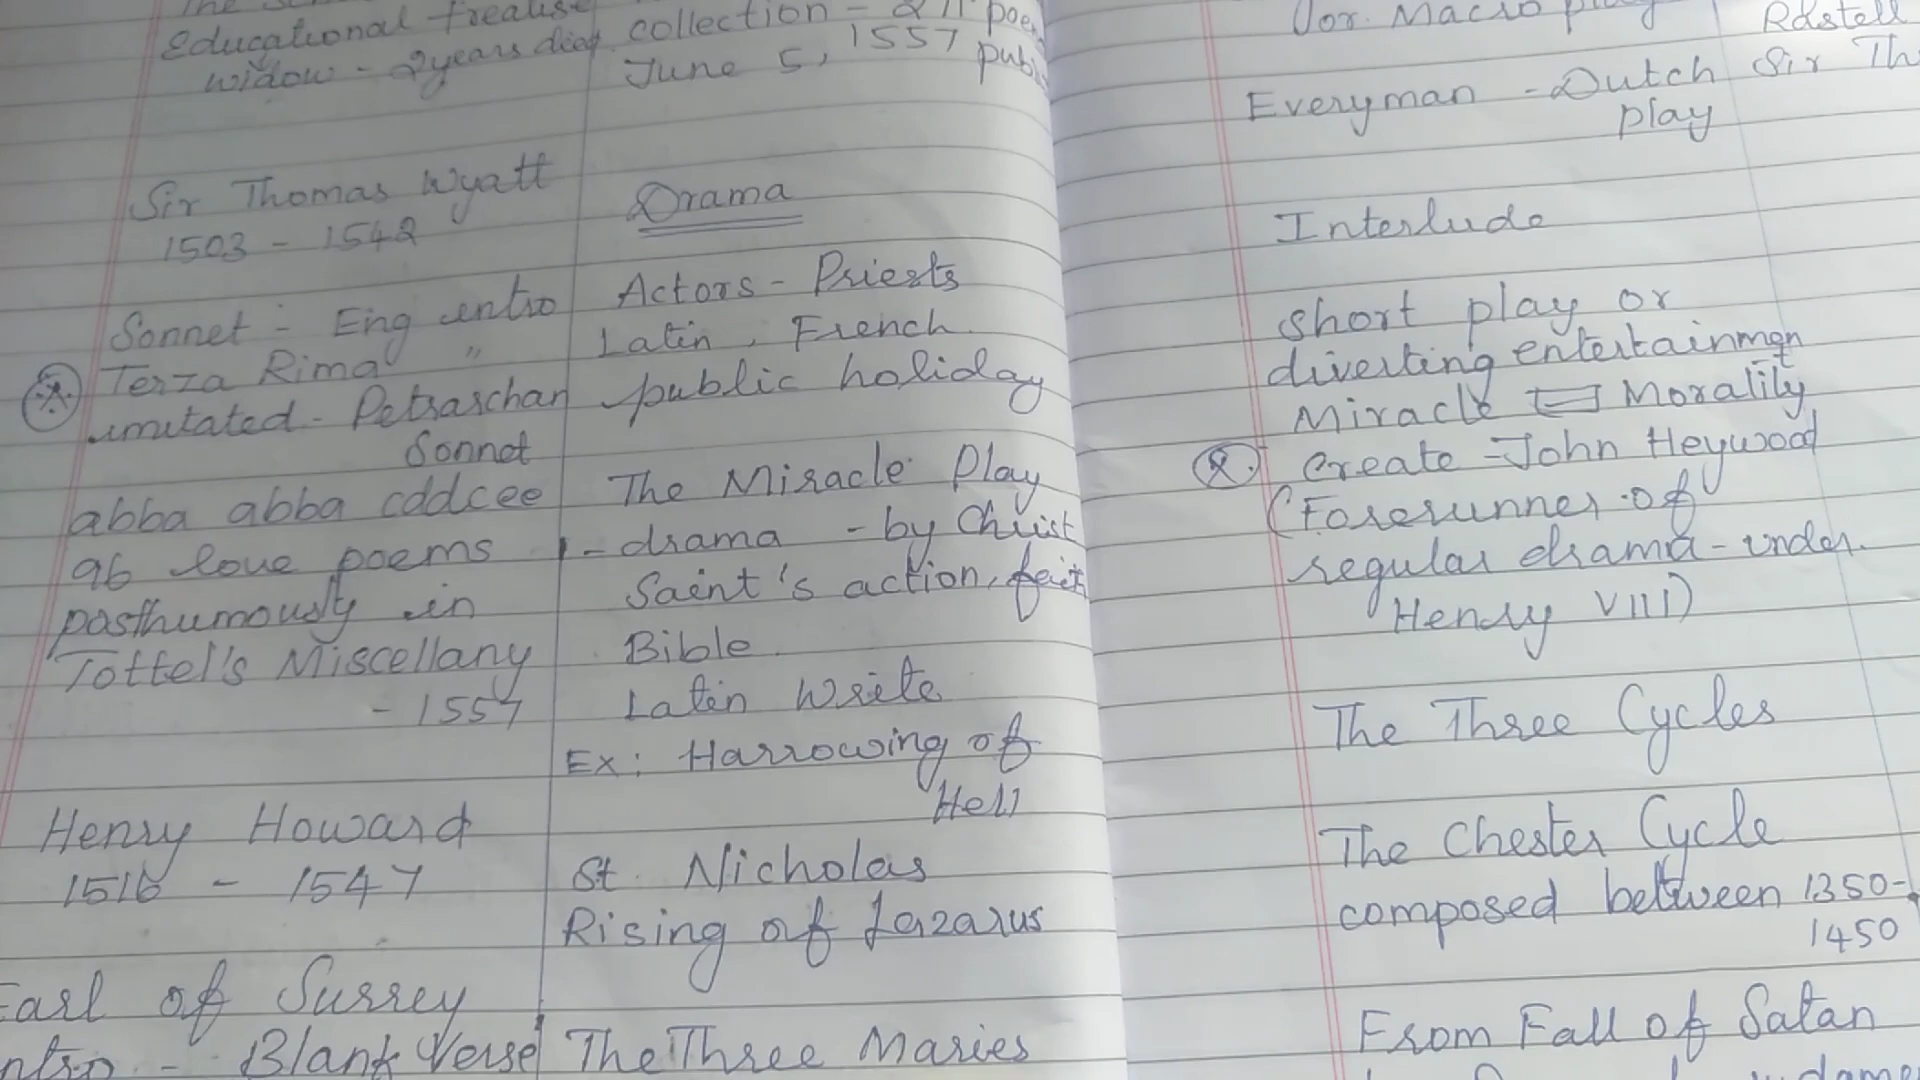 Educational treatise
widow - 2 years
Sir Thomas Wyatt
1503 - 1542
Sonnet - Eng intro
Terza Rima "
imitated - Petrarchan
Sonnet
abba abba cddcee
96 love poems
posthumously in
Tottel's Miscellany
- 1557
Henry Howard
1516 - 1547
Earl of Surrey
- Blank Verse
collection - 
June 5, 1557
Drama
Actors - Priests
Latin, French
public holiday
The Miracle Play
- drama - by Christ
Saint's action,
Bible
Latin Write
Ex: Harrowing of
Hell
St. Nicholas
Rising of Lazarus
The Three Maries
Rastell
Everyman - Dutch Sir Th
play
Interlude
short play or
diverting entertainmen
Miracle Morality
Create - John Heywood
(Forerunner of
regular drama - under
Henry VIII)
The Three Cycles
The Chester Cycle
composed between 1350-
1450
From Fall of Satan